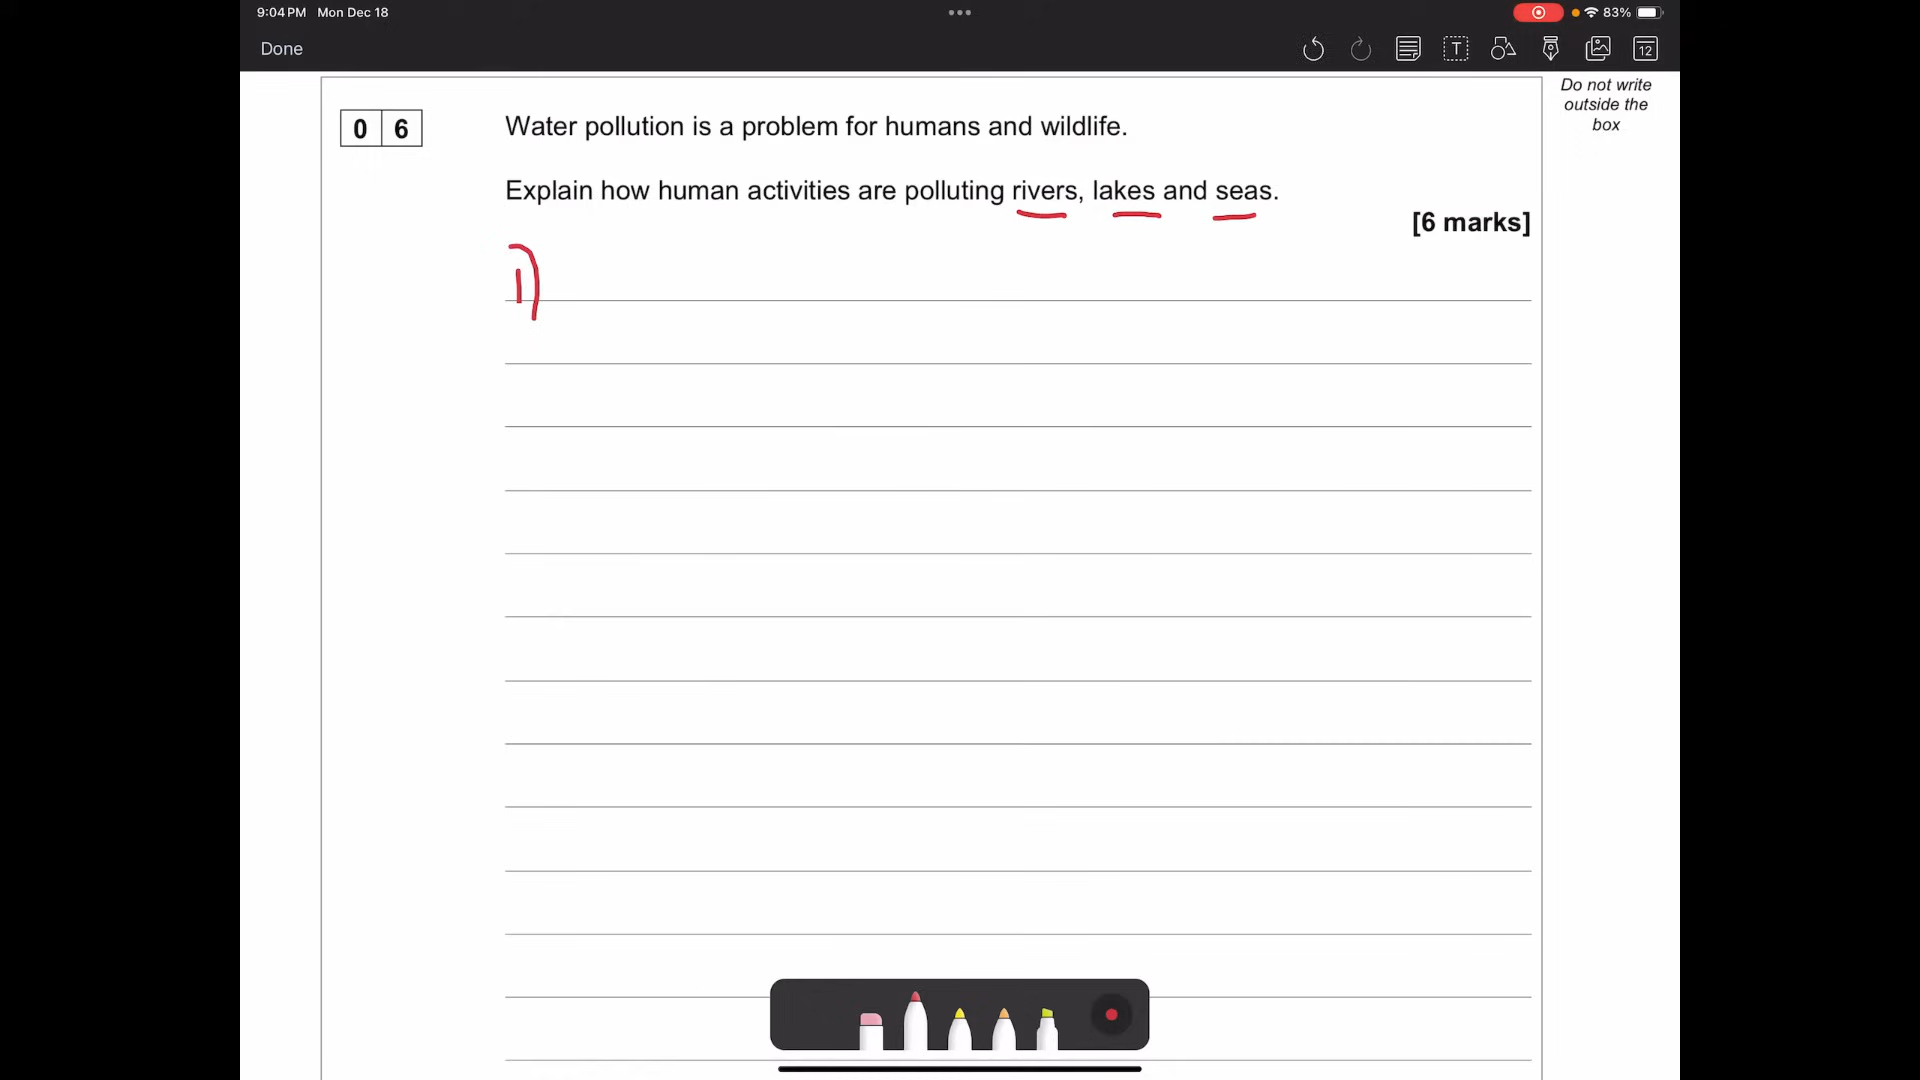 9:04 PM Mon Dec 18
83%
Done
T
12
Do not write
outside the
box
0 6
Water pollution is a problem for humans and wildlife.
Explain how human activities are polluting rivers, lakes and seas.
[6 marks]
1)